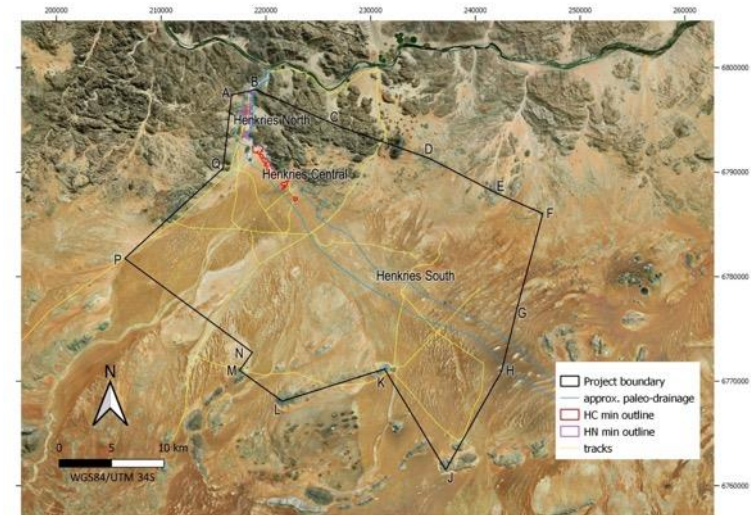 200000 210000 220000 230000 240000 250000 260000
6800000
6790000
6780000
6770000
6760000
A
B
C
D
E
F
G
H
J
K
L
M
N
P
Q
Henkries North
Henkries Central
Henkries South
N
0 5 10 km
WGS84/UTM 34S
Project boundary
approx. paleo-drainage
HC min outline
HN min outline
tracks